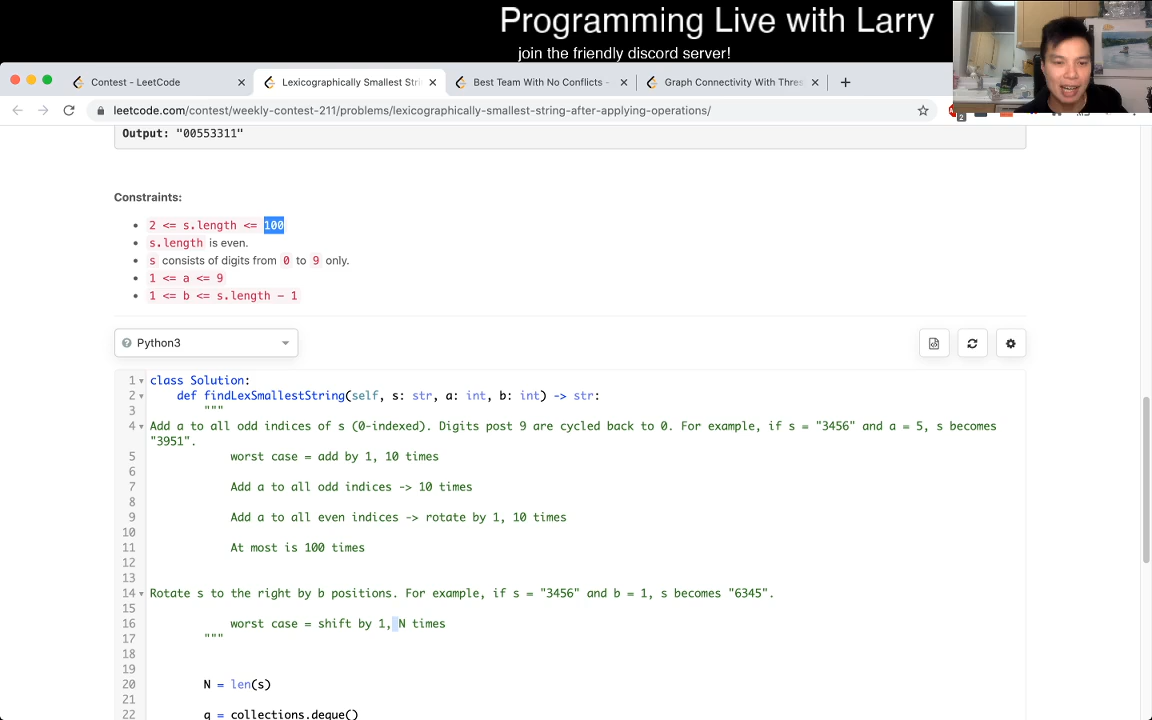 Programming Live with Larry
join the friendly discord server!
Contest - LeetCode
Lexicographically Smallest Stri
Best Team With No Conflicts -
Graph Connectivity With Thres
leetcode.com/contest/weekly-contest-211/problems/lexicographically-smallest-string-after-applying-operations/
2
Output: "00553311"
Constraints:
2 <= s.length <= 100
s.length is even.
s consists of digits from 0 to 9 only.
1 <= a <= 9
1 <= b <= s.length - 1
Python3
1 class Solution:
2 def findLexSmallestString(self, s: str, a: int, b: int) -> str:
3 """
4 Add a to all odd indices of s (0-indexed). Digits post 9 are cycled back to 0. For example, if s = "3456" and a = 5, s becomes
"3951".
5 worst case = add by 1, 10 times
6
7 Add a to all odd indices -> 10 times
8
9 Add a to all even indices -> rotate by 1, 10 times
10
11 At most is 100 times
12
13
14 Rotate s to the right by b positions. For example, if s = "3456" and b = 1, s becomes "6345".
15
16 worst case = shift by 1, N times
17 """
18
19
20 N = len(s)
21
22 q = collections.deque()